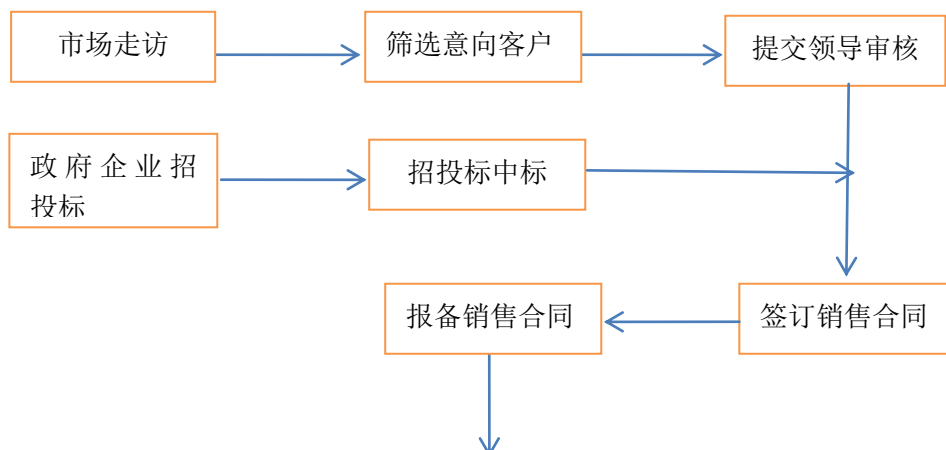 市场走访
筛选意向客户
提交领导审核
政府企业招
投标
招投标中标
报备销售合同
签订销售合同